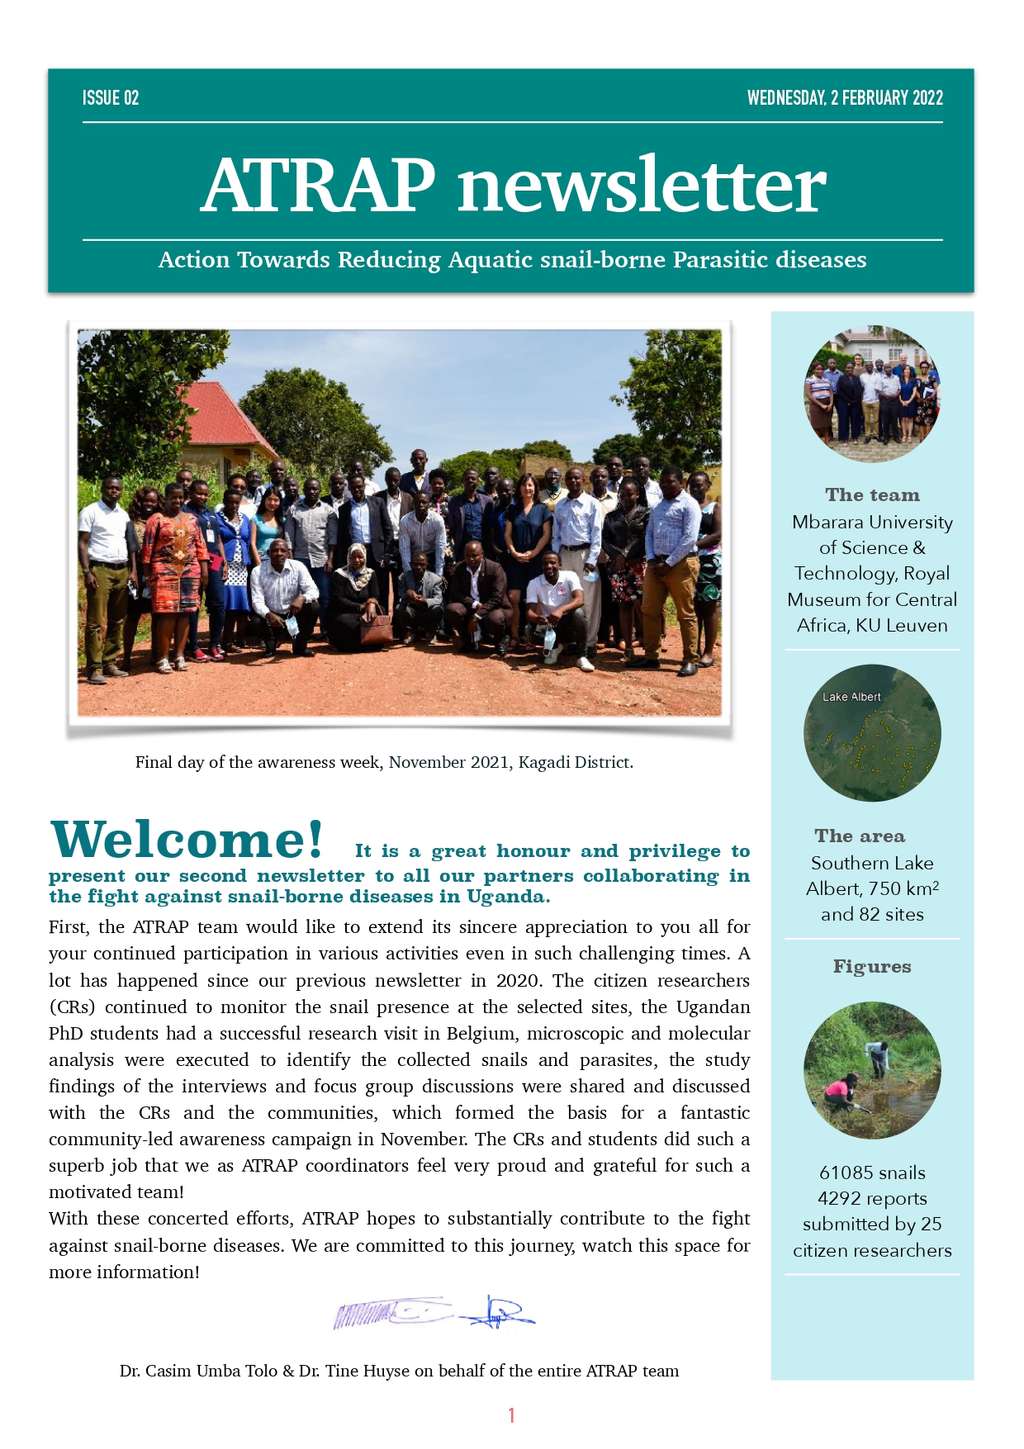 ISSUE 02
WEDNESDAY, 2 FEBRUARY 2022
ATRAP newsletter
Action Towards Reducing Aquatic snail-borne Parasitic diseases
Final day of the awareness week, November 2021, Kagadi District.
Welcome! It is a great honour and privilege to
present our second newsletter to all our partners collaborating in
the fight against snail-borne diseases in Uganda.
First, the ATRAP team would like to extend its sincere appreciation to you all for
your continued participation in various activities even in such challenging times. A
lot has happened since our previous newsletter in 2020. The citizen researchers
(CRs) continued to monitor the snail presence at the selected sites, the Ugandan
PhD students had a successful research visit in Belgium, microscopic and molecular
analysis were executed to identify the collected snails and parasites, the study
findings of the interviews and focus group discussions were shared and discussed
with the CRs and the communities, which formed the basis for a fantastic
community-led awareness campaign in November. The CRs and students did such a
superb job that we as ATRAP coordinators feel very proud and grateful for such a
motivated team!
With these concerted efforts, ATRAP hopes to substantially contribute to the fight
against snail-borne diseases. We are committed to this journey, watch this space for
more information!
Dr. Casim Umba Tolo & Dr. Tine Huyse on behalf of the entire ATRAP team
The team
Mbarara University
of Science &
Technology, Royal
Museum for Central
Africa, KU Leuven
Lake Albert
The area
Southern Lake
Albert, 750 km²
and 82 sites
Figures
61085 snails
4292 reports
submitted by 25
citizen researchers
1